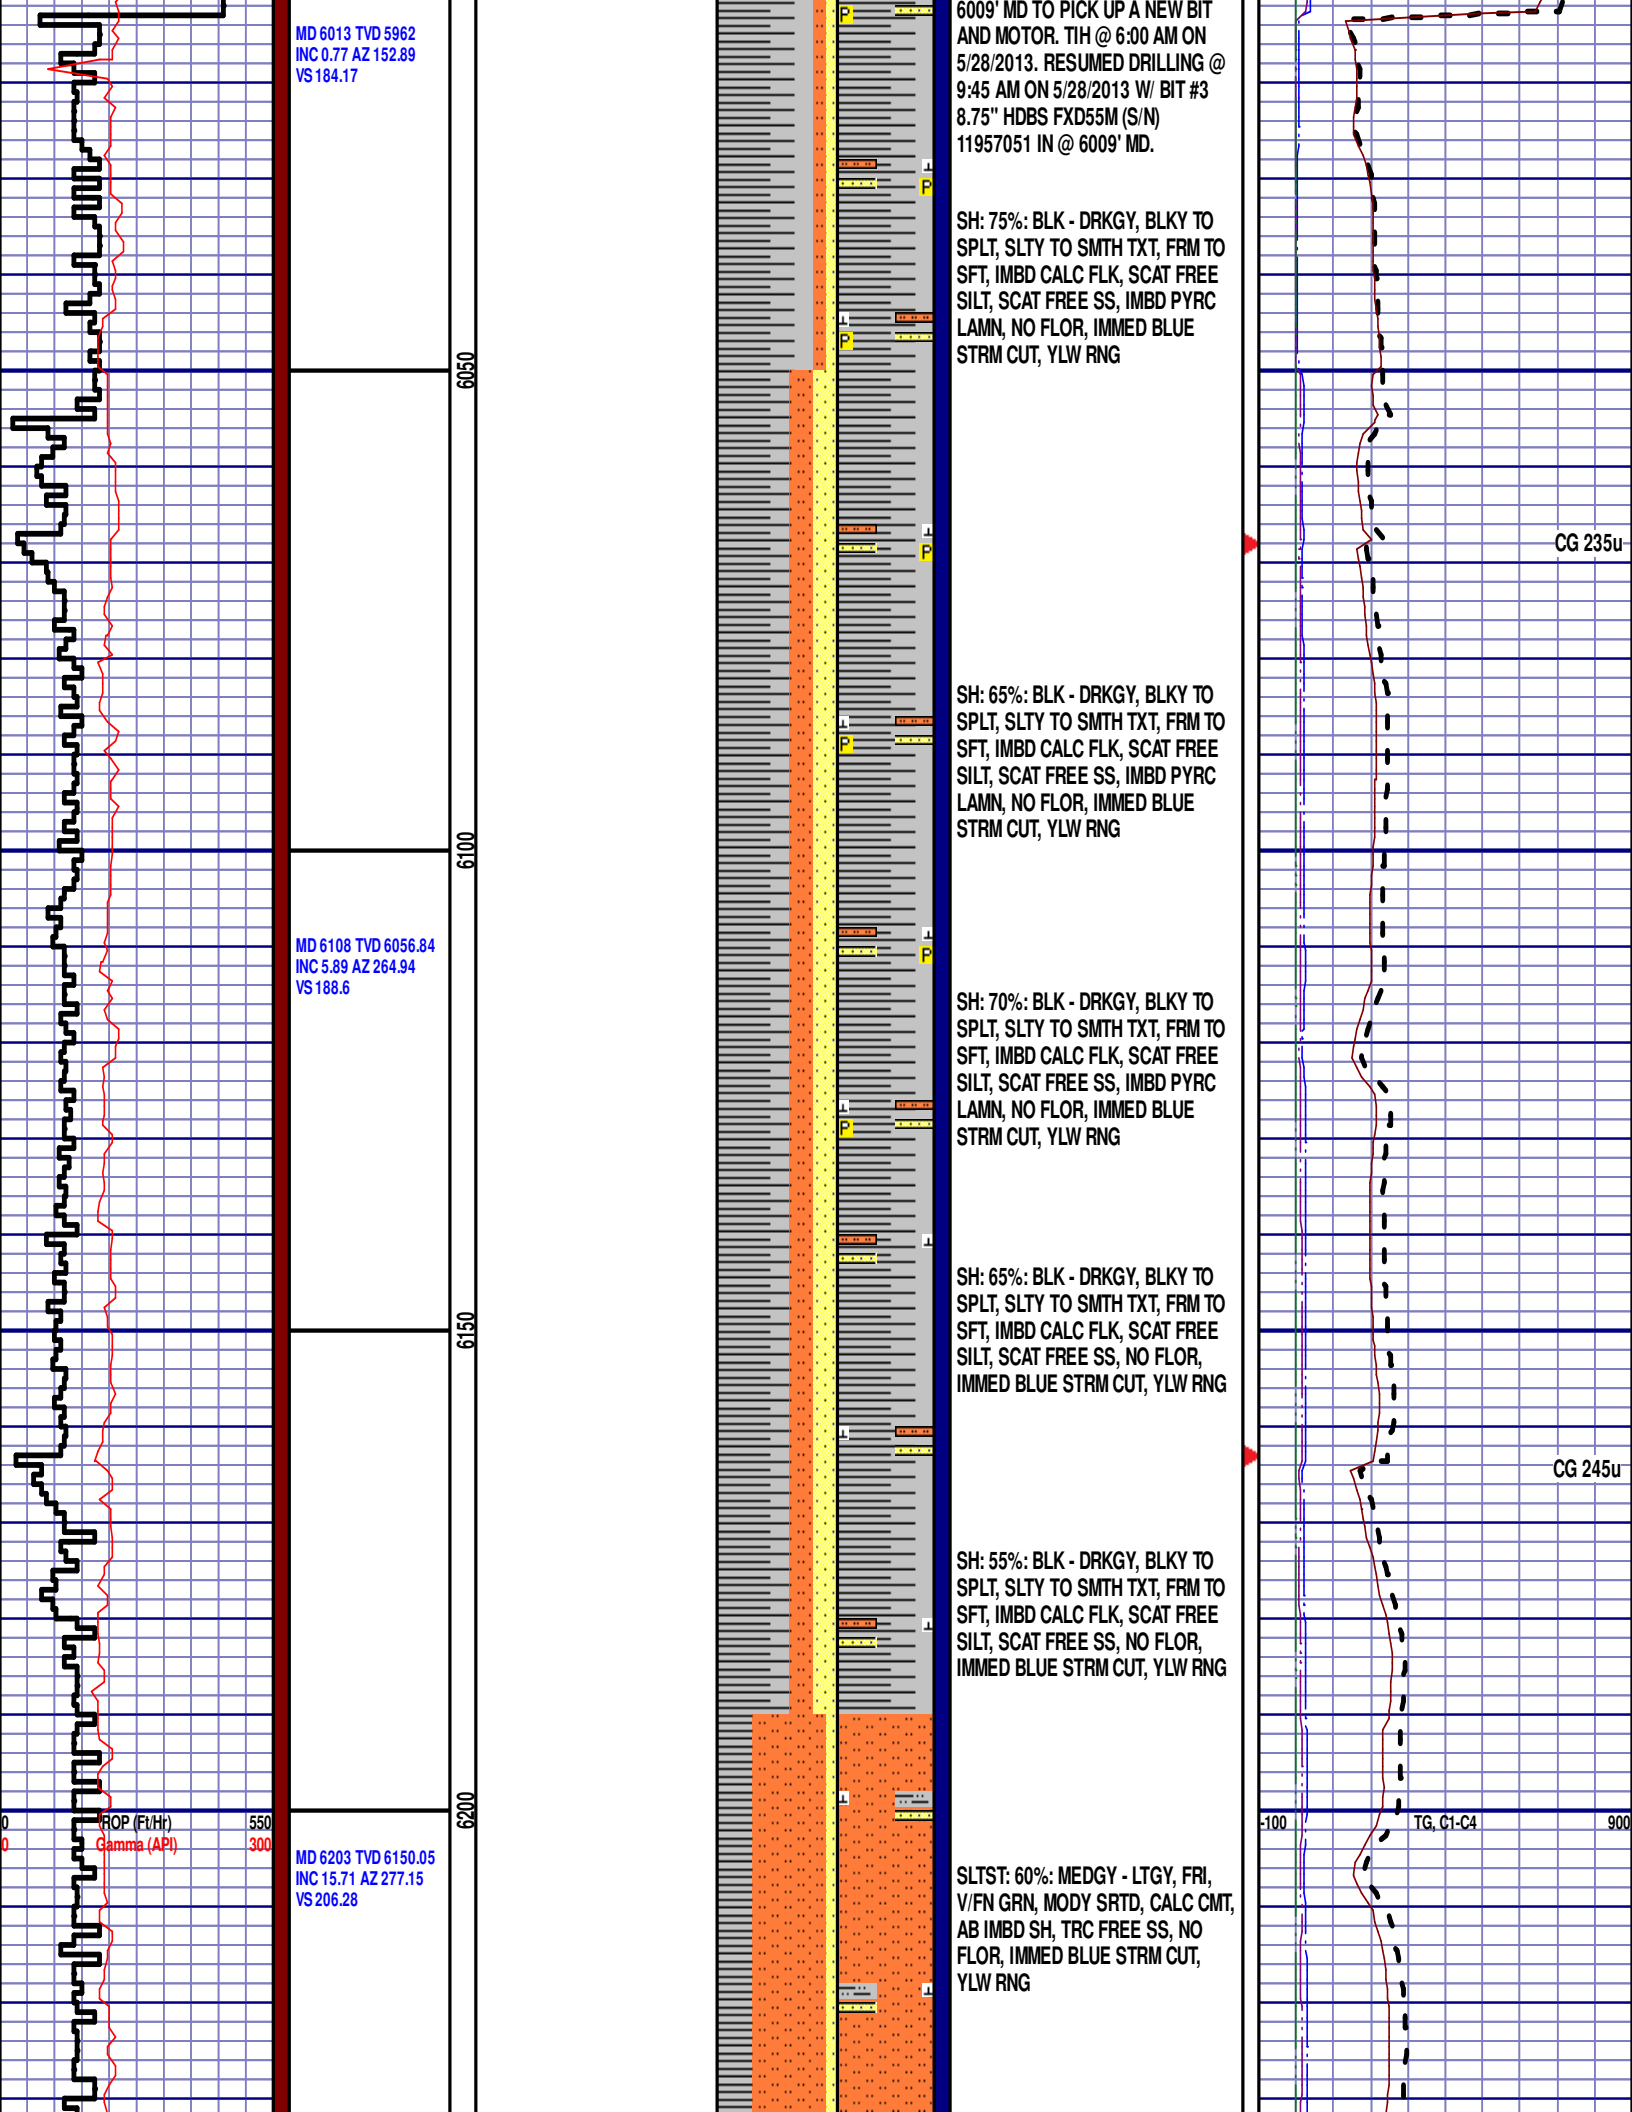 MD 6013 TVD 5962
INC 0.77 AZ 152.89
VS 184.17
6009' MD TO PICK UP A NEW BIT
AND MOTOR. TIH @ 6:00 AM ON
5/28/2013. RESUMED DRILLING @
9:45 AM ON 5/28/2013 W/ BIT #3
8.75" HDBS FXD55M (S/N)
11957051 IN @ 6009' MD.
P
P
SH: 75%: BLK - DRKGY, BLKY TO
SPLT, SLTY TO SMTH TXT, FRM TO
SFT, IMBD CALC FLK, SCAT FREE
SILT, SCAT FREE SS, IMBD PYRC
LAMN, NO FLOR, IMMED BLUE
STRM CUT, YLW RNG
P
6050
CG 235u
P
SH: 65%: BLK - DRKGY, BLKY TO
SPLT, SLTY TO SMTH TXT, FRM TO
SFT, IMBD CALC FLK, SCAT FREE
SILT, SCAT FREE SS, IMBD PYRC
LAMN, NO FLOR, IMMED BLUE
STRM CUT, YLW RNG
P
6100
MD 6108 TVD 6056.84
INC 5.89 AZ 264.94
VS 188.6
P
SH: 70%: BLK - DRKGY, BLKY TO
SPLT, SLTY TO SMTH TXT, FRM TO
SFT, IMBD CALC FLK, SCAT FREE
SILT, SCAT FREE SS, IMBD PYRC
LAMN, NO FLOR, IMMED BLUE
STRM CUT, YLW RNG
P
SH: 65%: BLK - DRKGY, BLKY TO
SPLT, SLTY TO SMTH TXT, FRM TO
SFT, IMBD CALC FLK, SCAT FREE
SILT, SCAT FREE SS, NO FLOR,
IMMED BLUE STRM CUT, YLW RNG
6150
CG 245u
SH: 55%: BLK - DRKGY, BLKY TO
SPLT, SLTY TO SMTH TXT, FRM TO
SFT, IMBD CALC FLK, SCAT FREE
SILT, SCAT FREE SS, NO FLOR,
IMMED BLUE STRM CUT, YLW RNG
6200
0 ROP (Ft/Hr) 550
0 Gamma (API) 300
-100 TG, C1-C4 900
MD 6203 TVD 6150.05
INC 15.71 AZ 277.15
VS 206.28
SLTST: 60%: MEDGY - LTGY, FRI,
V/FN GRN, MODY SRTD, CALC CMT,
AB IMBD SH, TRC FREE SS, NO
FLOR, IMMED BLUE STRM CUT,
YLW RNG